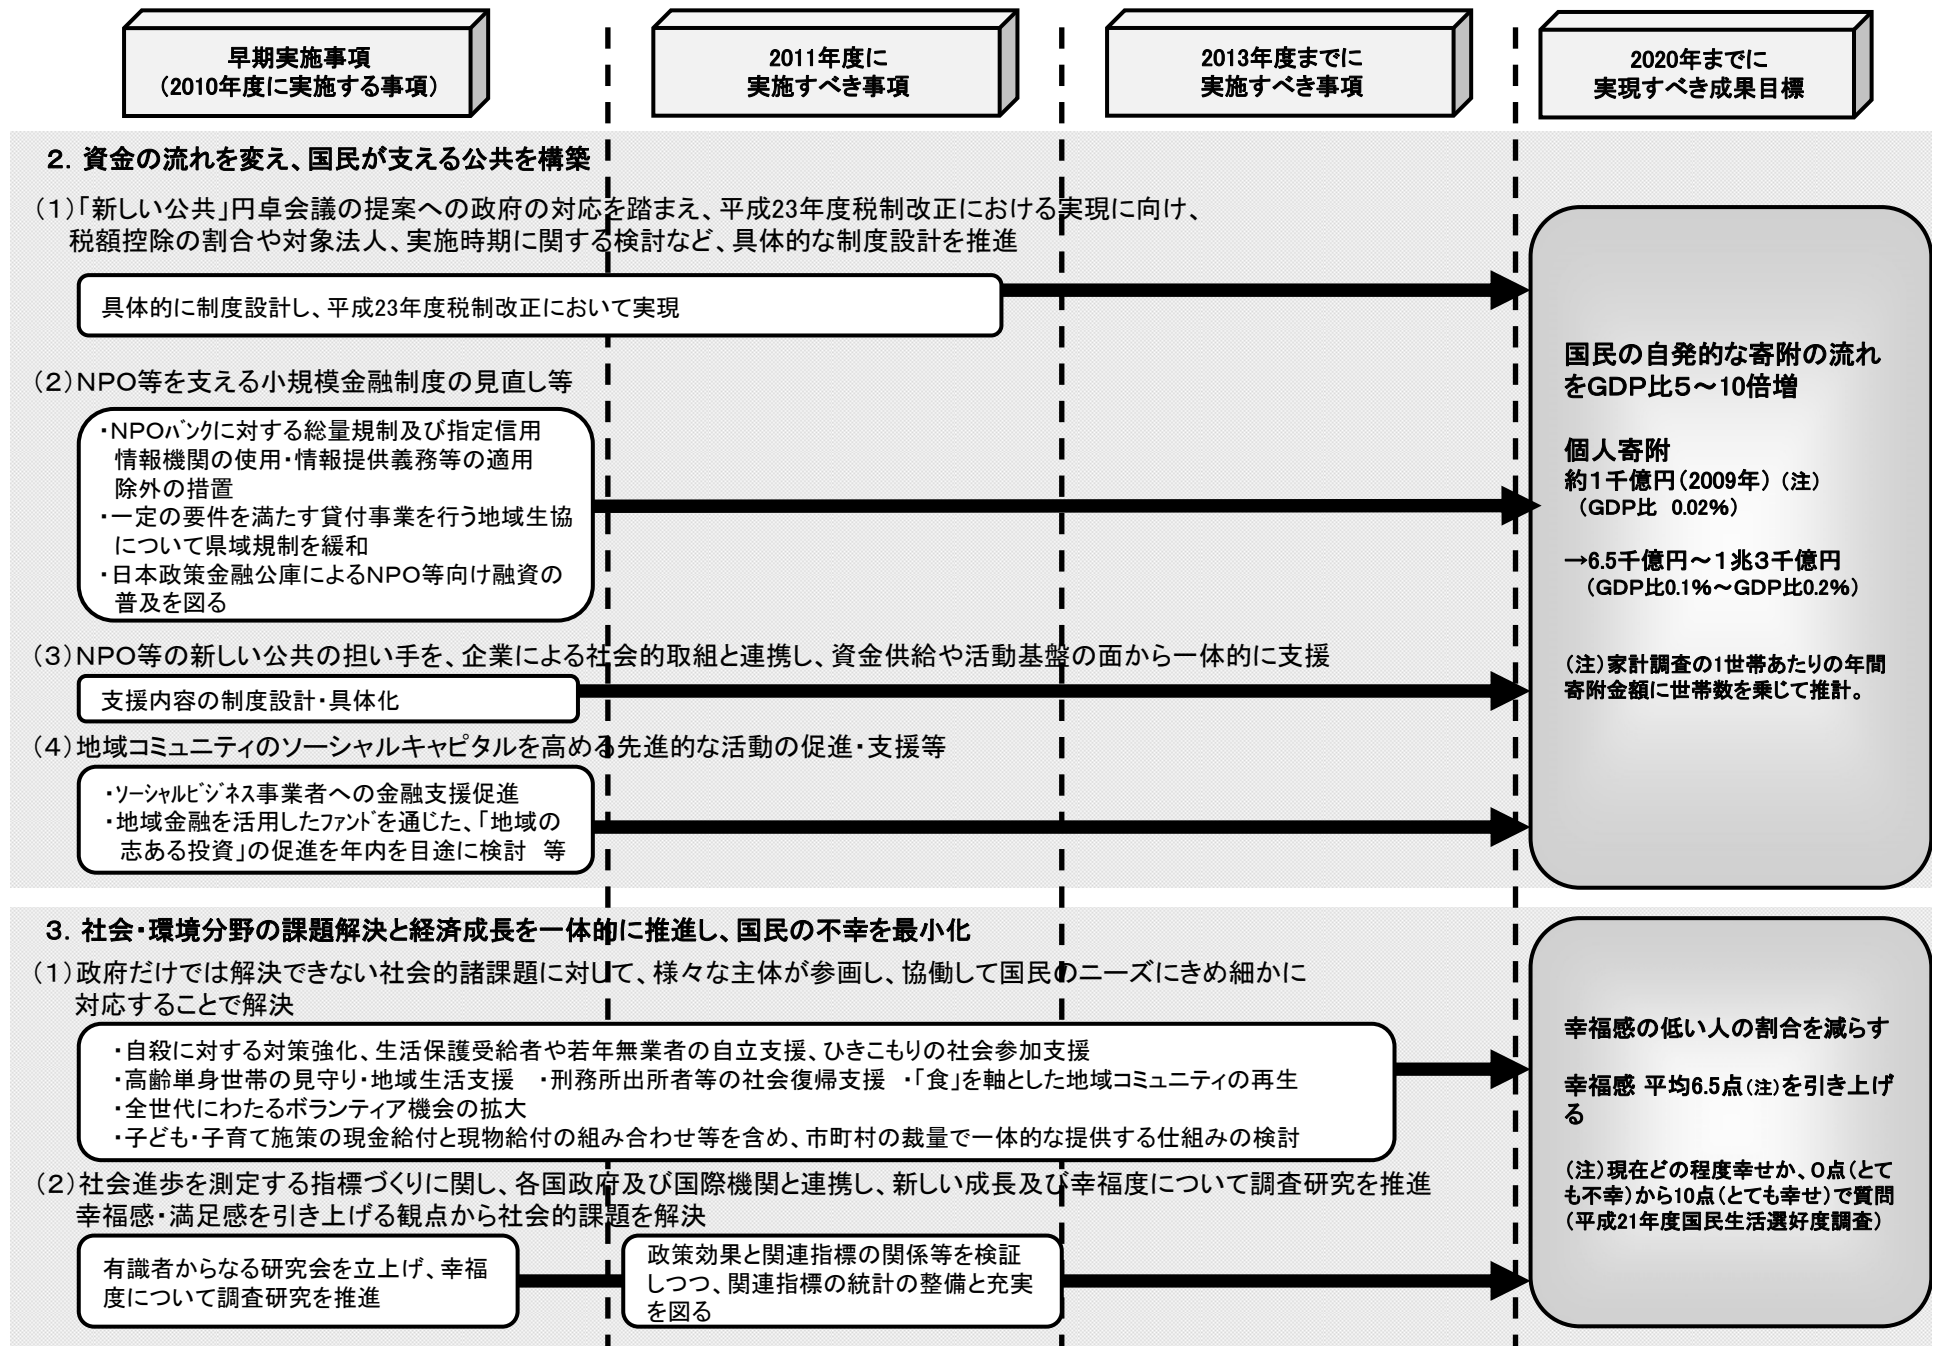 早期実施事項
（2010年度に実施する事項）
2011年度に
実施すべき事項
2013年度までに
実施すべき事項
2020年までに
実現すべき成果目標
２．資金の流れを変え、国民が支える公共を構築
（１）「新しい公共」円卓会議の提案への政府の対応を踏まえ、平成23年度税制改正における実現に向け、
税額控除の割合や対象法人、実施時期に関する検討など、具体的な制度設計を推進
具体的に制度設計し、平成23年度税制改正において実現
（２）ＮＰＯ等を支える小規模金融制度の見直し等
・ＮＰＯﾊﾞﾝｸに対する総量規制及び指定信用
情報機関の使用・情報提供義務等の適用
除外の措置
・一定の要件を満たす貸付事業を行う地域生協
について県域規制を緩和
・日本政策金融公庫によるＮＰＯ等向け融資の
普及を図る
（３）ＮＰＯ等の新しい公共の担い手を、企業による社会的取組と連携し、資金供給や活動基盤の面から一体的に支援
支援内容の制度設計・具体化
（４）地域コミュニティのソーシャルキャピタルを高める先進的な活動の促進・支援等
・ｿｰｼｬﾙﾋﾞｼﾞﾈｽ事業者への金融支援促進
・地域金融を活用したﾌｧﾝﾄﾞを通じた、「地域の
志ある投資」の促進を年内を目途に検討　等
国民の自発的な寄附の流れ
をＧＤＰ比５～10倍増
個人寄附
約１千億円（2009年）（注）
（ＧＤＰ比　0.02％）
→6.5千億円～１兆３千億円
（ＧＤＰ比0.1％～ＧＤＰ比0.2％）
（注）家計調査の1世帯あたりの年間
寄附金額に世帯数を乗じて推計。
３．社会・環境分野の課題解決と経済成長を一体的に推進し、国民の不幸を最小化
（１）政府だけでは解決できない社会的諸課題に対して、様々な主体が参画し、協働して国民のニーズにきめ細かに
対応することで解決
・自殺に対する対策強化、生活保護受給者や若年無業者の自立支援、ひきこもりの社会参加支援
・高齢単身世帯の見守り・地域生活支援　・刑務所出所者等の社会復帰支援　・「食」を軸とした地域コミュニティの再生
・全世代にわたるボランティア機会の拡大
・子ども・子育て施策の現金給付と現物給付の組み合わせ等を含め、市町村の裁量で一体的な提供する仕組みの検討
（２）社会進歩を測定する指標づくりに関し、各国政府及び国際機関と連携し、新しい成長及び幸福度について調査研究を推進
幸福感・満足感を引き上げる観点から社会的課題を解決
有識者からなる研究会を立上げ、幸福
度について調査研究を推進
政策効果と関連指標の関係等を検証
しつつ、関連指標の統計の整備と充実
を図る
幸福感の低い人の割合を減らす
幸福感 平均6.5点（注）を引き上げ
る
（注）現在どの程度幸せか、０点（とて
も不幸）から10点（とても幸せ）で質問
（平成21年度国民生活選好度調査）